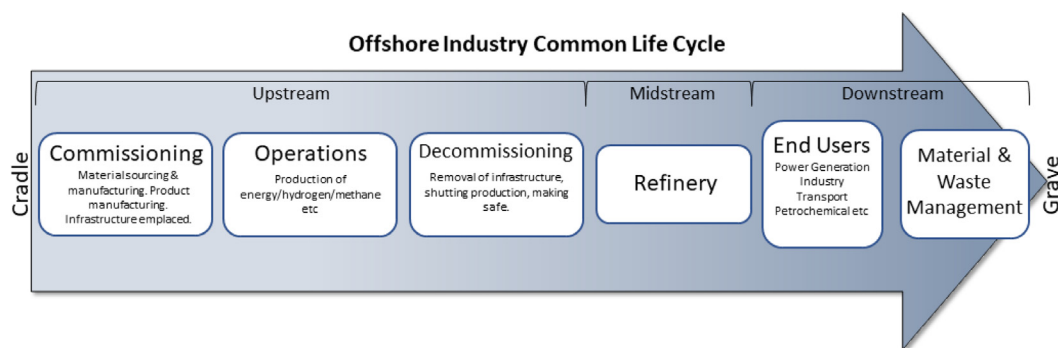 Offshore Industry Common Life Cycle
Upstream
Midstream
Downstream
Cradle
Commissioning
Material sourcing &
manufacturing. Product
manufacturing.
Infrastructure emplaced.
Operations
Production of
energy/hydrogen/methane
etc
Decommissioning
Removal of infrastructure,
shutting production, making
safe.
Refinery
End Users
Power Generation
Industry
Transport
Petrochemical etc
Material &
Waste
Management
Grave